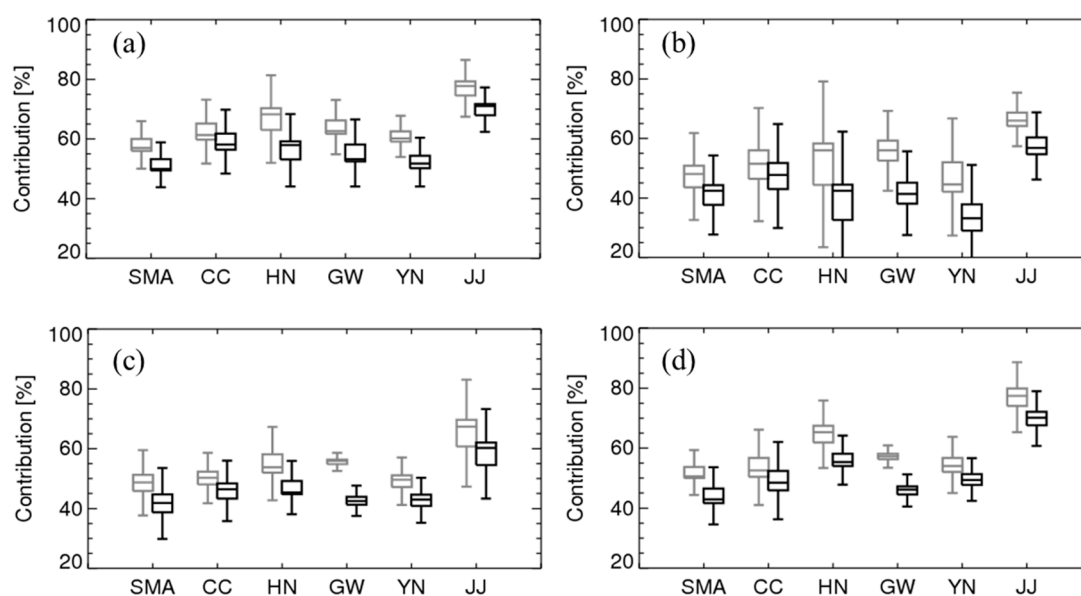 (a)
100
80
60
40
20
Contribution [%]
SMA CC HN GW YN JJ
(b)
100
80
60
40
20
Contribution [%]
SMA CC HN GW YN JJ
(c)
100
80
60
40
20
Contribution [%]
SMA CC HN GW YN JJ
(d)
100
80
60
40
20
Contribution [%]
SMA CC HN GW YN JJ